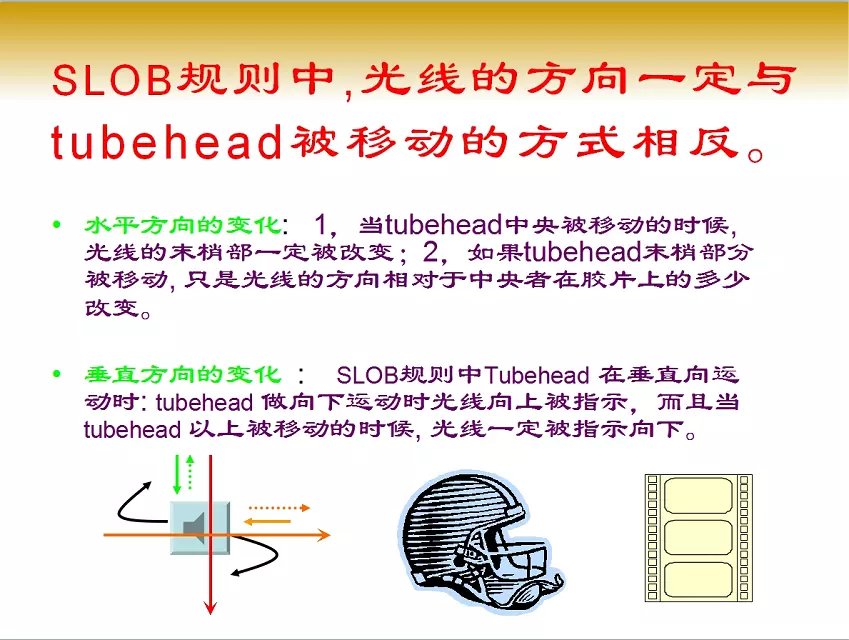 SLOB规则中,光线的方向一定与
tubehead被移动的方式相反。
• 水平方向的变化: 1，当tubehead中央被移动的时候,
光线的末梢部一定被改变；2，如果tubehead末梢部分
被移动, 只是光线的方向相对于中央者在胶片上的多少
改变。
• 垂直方向的变化 ： SLOB规则中Tubehead 在垂直向运
动时: tubehead 做向下运动时光线向上被指示，而且当
tubehead 以上被移动的时候, 光线一定被指示向下。